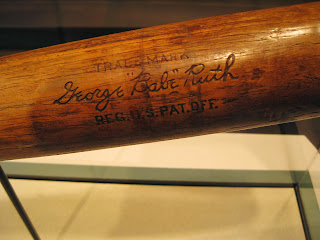 TRADE MARK
George "Babe" Ruth
REG. U.S. PAT. OFF.